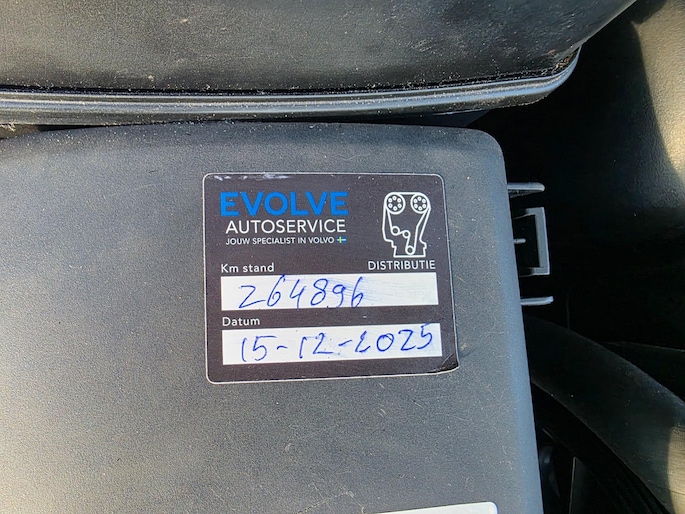 EVOLVE
AUTOSERVICE
JOUW SPECIALIST IN VOLVO
DISTRIBUTIE
Km stand
264896
Datum
15-12-2025